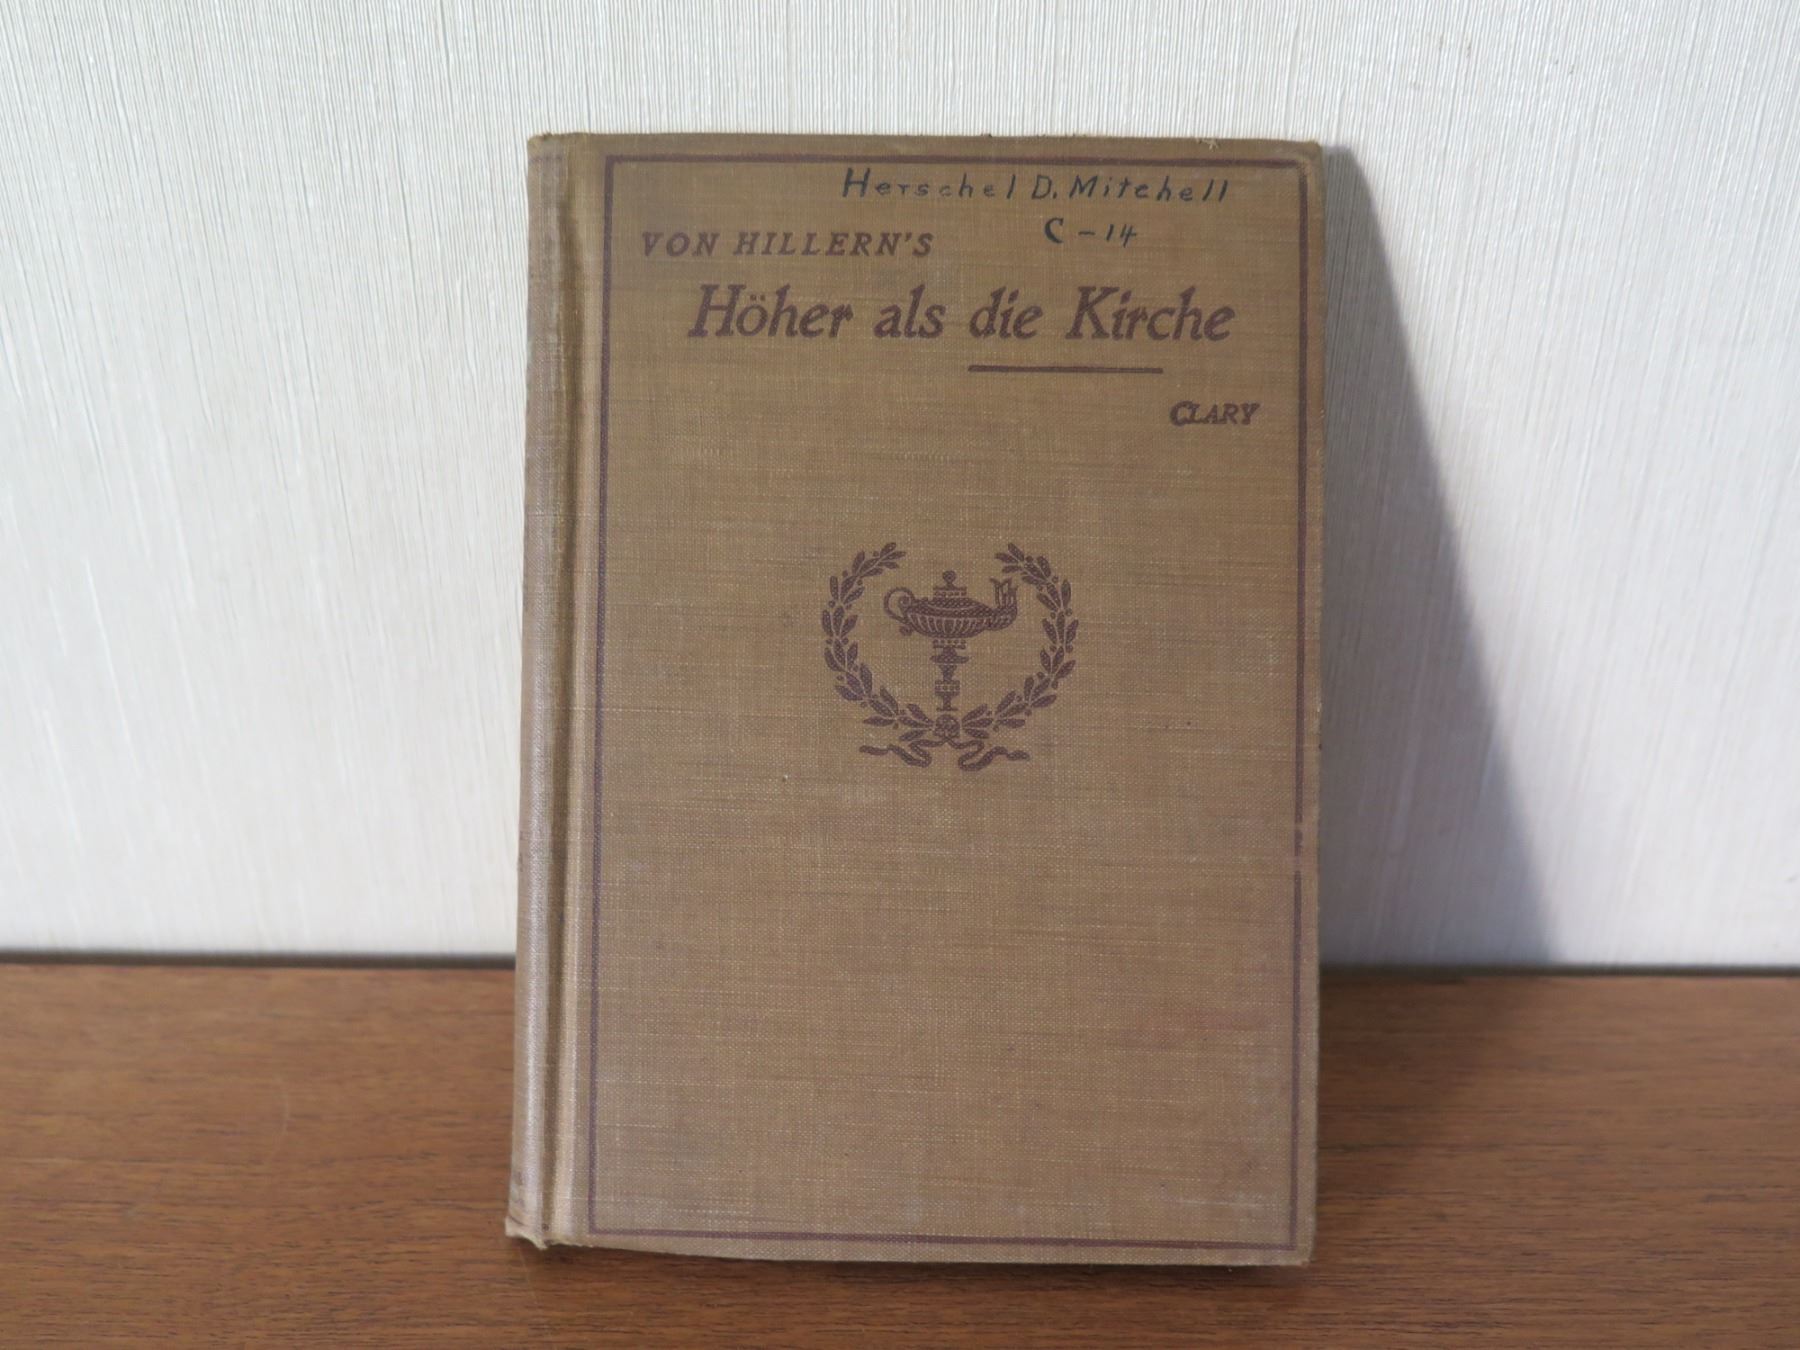 Herschel D. Mitchell
C-14
VON HILLERN'S
Höher als die Kirche
CLARY